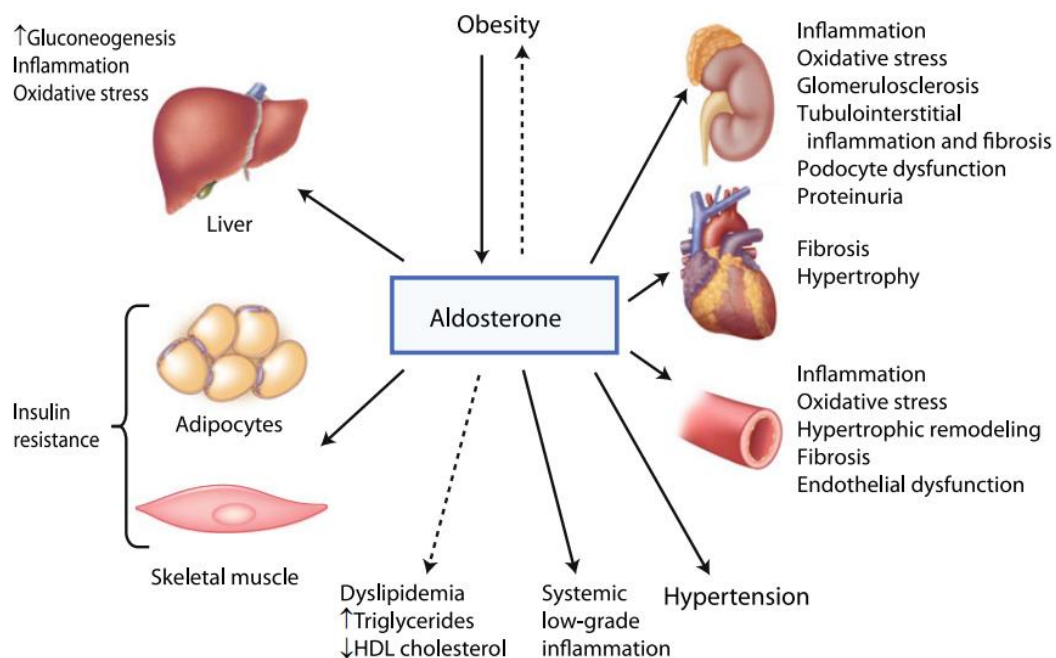 Obesity
↑Gluconeogenesis
Inflammation
Oxidative stress
Liver
Inflammation
Oxidative stress
Glomerulosclerosis
Tubulointerstitial
inflammation and fibrosis
Podocyte dysfunction
Proteinuria
Fibrosis
Hypertrophy
Aldosterone
Insulin
resistance
Adipocytes
Skeletal muscle
Inflammation
Oxidative stress
Hypertrophic remodeling
Fibrosis
Endothelial dysfunction
Dyslipidemia
↑Triglycerides
↓HDL cholesterol
Systemic
low-grade
inflammation
Hypertension